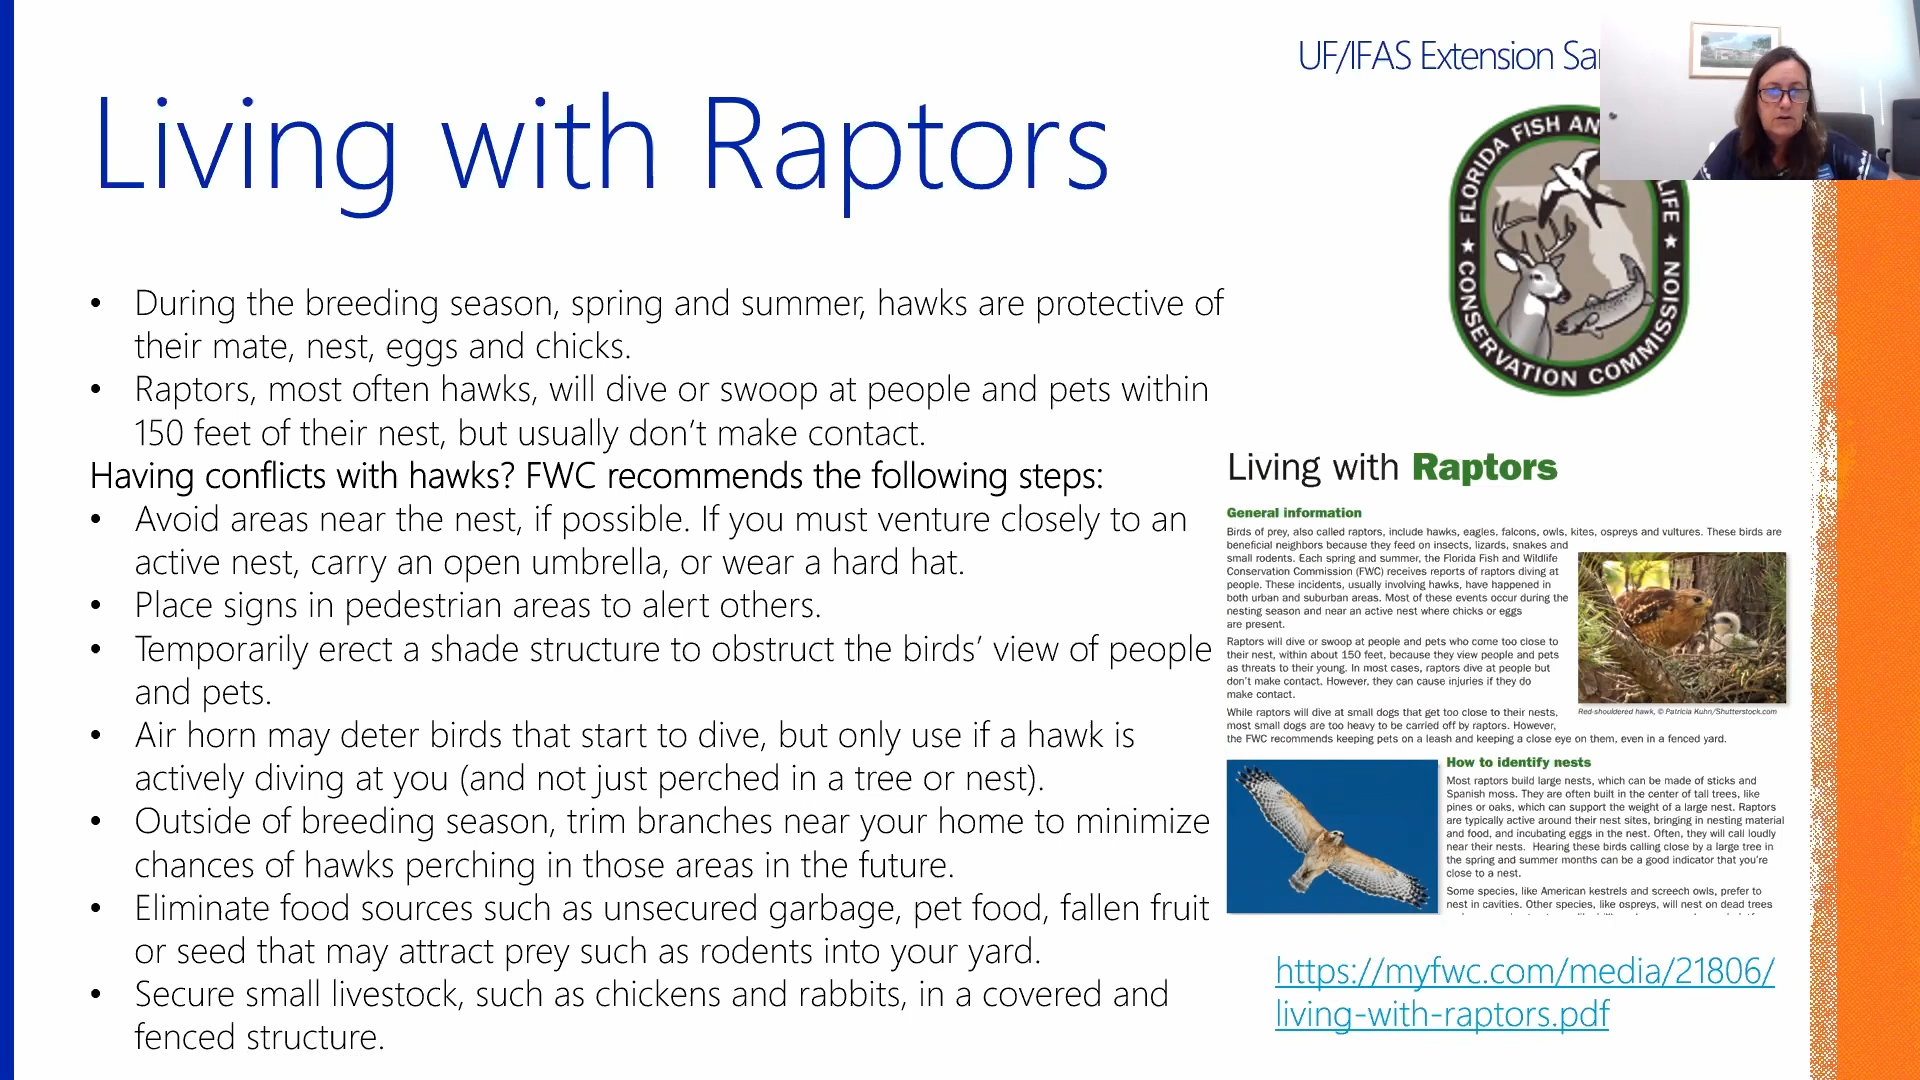 UF/IFAS Extension
Living with Raptors
FLORIDA FISH AN LIFE CONSERVATION COMMISSION
• During the breeding season, spring and summer, hawks are protective of
their mate, nest, eggs and chicks.
• Raptors, most often hawks, will dive or swoop at people and pets within
150 feet of their nest, but usually don’t make contact.
Having conflicts with hawks? FWC recommends the following steps:
• Avoid areas near the nest, if possible. If you must venture closely to an
active nest, carry an open umbrella, or wear a hard hat.
• Place signs in pedestrian areas to alert others.
• Temporarily erect a shade structure to obstruct the birds’ view of people
and pets.
• Air horn may deter birds that start to dive, but only use if a hawk is
actively diving at you (and not just perched in a tree or nest).
• Outside of breeding season, trim branches near your home to minimize
chances of hawks perching in those areas in the future.
• Eliminate food sources such as unsecured garbage, pet food, fallen fruit
or seed that may attract prey such as rodents into your yard.
• Secure small livestock, such as chickens and rabbits, in a covered and
fenced structure.
Living with Raptors
General information
Birds of prey, also called raptors, include hawks, eagles, falcons, owls, kites, ospreys and vultures. These birds are
beneficial neighbors because they feed on insects, lizards, snakes and
small rodents. Each spring and summer, the Florida Fish and Wildlife
Conservation Commission (FWC) receives reports of raptors diving at
people. These incidents, usually involving hawks, have happened in
both urban and suburban areas. Most of these events occur during the
nesting season and near an active nest where chicks or eggs
are present.
Raptors will dive or swoop at people and pets who come too close to
their nest, within about 150 feet, because they view people and pets
as threats to their young. In most cases, raptors dive at people but
don’t make contact. However, they can cause injuries if they do
make contact.
Red-shouldered hawk, © Patricia Kuhn/Shutterstock.com
While raptors will dive at small dogs that get too close to their nests,
most small dogs are too heavy to be carried off by raptors. However,
the FWC recommends keeping pets on a leash and keeping a close eye on them, even in a fenced yard.
How to identify nests
Most raptors build large nests, which can be made of sticks and
Spanish moss. They are often built in the center of tall trees, like
pines or oaks, which can support the weight of a large nest. Raptors
are typically active around their nest sites, bringing in nesting material
and food, and incubating eggs in the nest. Often, they will call loudly
near their nests. Hearing these birds calling close by a large tree in
the spring and summer months can be a good indicator that you’re
close to a nest.
Some species, like American kestrels and screech owls, prefer to
nest in cavities. Other species, like ospreys, will nest on dead trees
https://myfwc.com/media/21806/
living-with-raptors.pdf